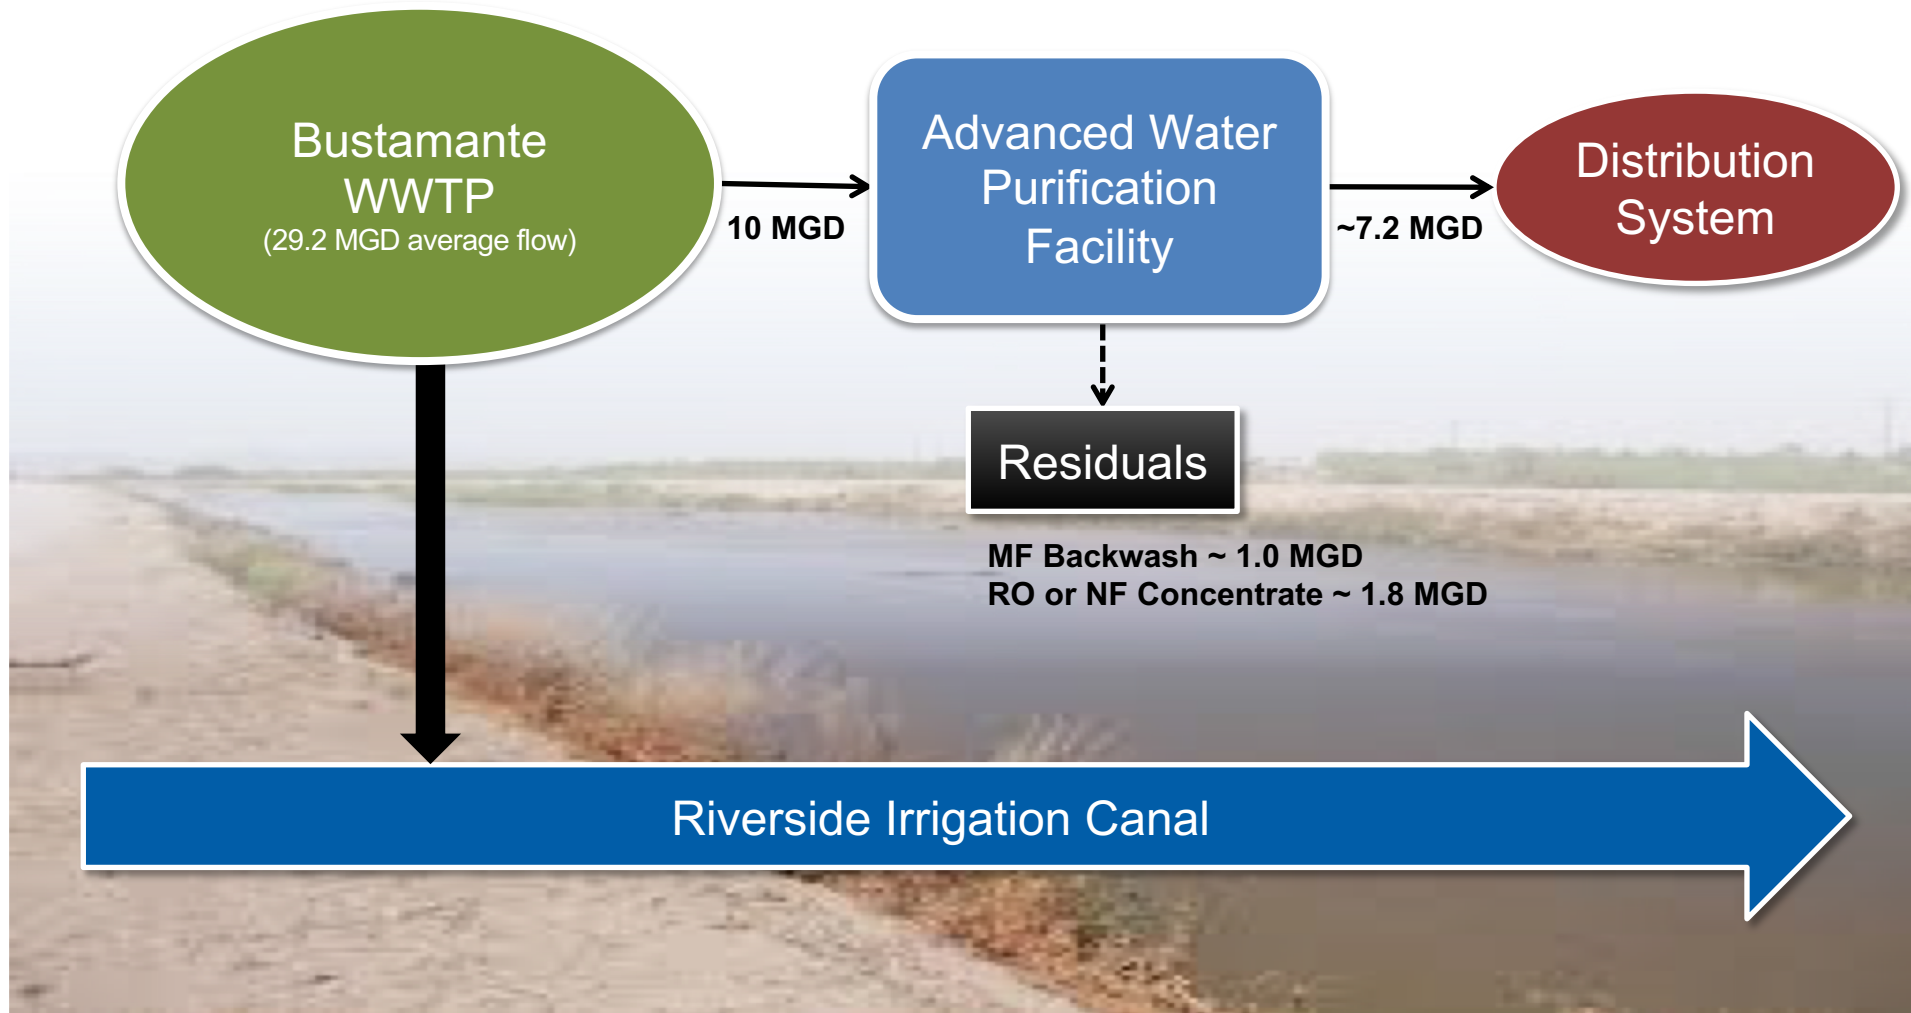 Bustamante
WWTP
(29.2 MGD average flow)
10 MGD
Advanced Water
Purification
Facility
~7.2 MGD
Distribution
System
Residuals
MF Backwash ~ 1.0 MGD
RO or NF Concentrate ~ 1.8 MGD
Riverside Irrigation Canal